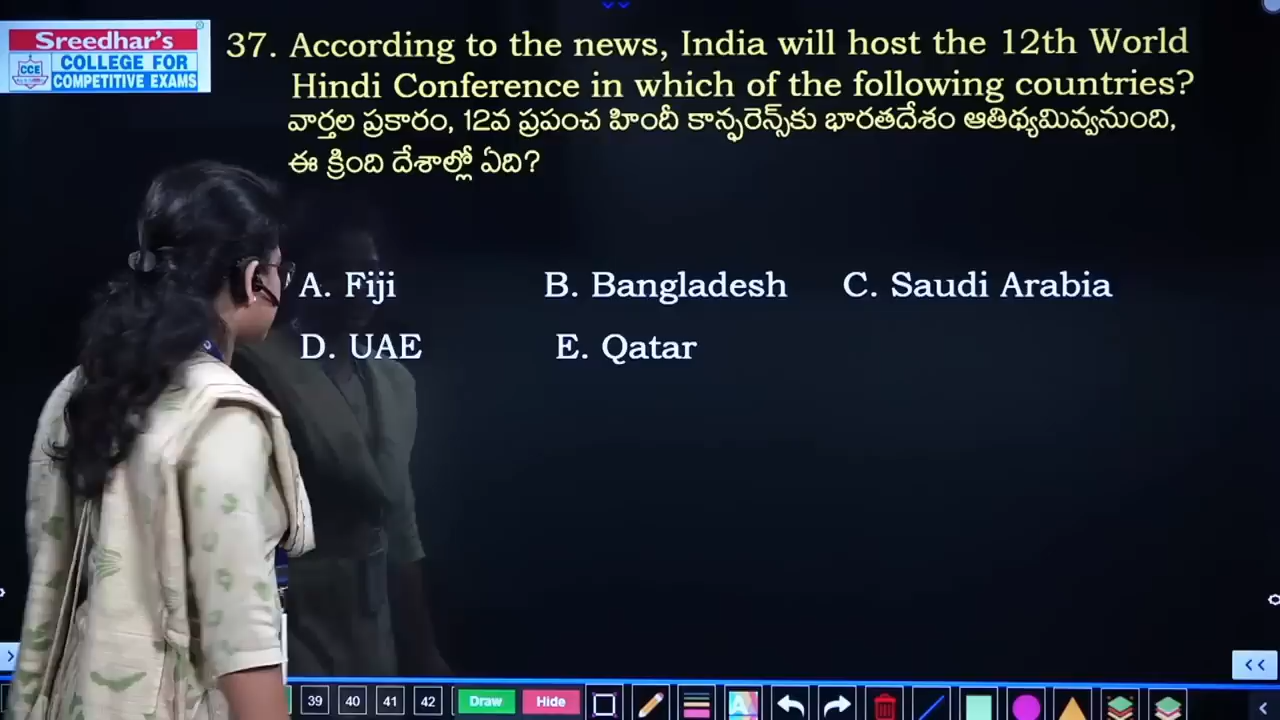 Sreedhar's
CCE
COLLEGE FOR
COMPETITIVE EXAMS
37. According to the news, India will host the 12th World
Hindi Conference in which of the following countries?
వార్తల ప్రకారం, 12వ ప్రపంచ హిందీ కాన్ఫరెన్స్‌కు భారతదేశం ఆతిథ్యమివ్వనుంది,
ఈ క్రింది దేశాల్లో ఏది?
A. Fiji B. Bangladesh C. Saudi Arabia
D. UAE E. Qatar
39 40 41 42 Draw Hide